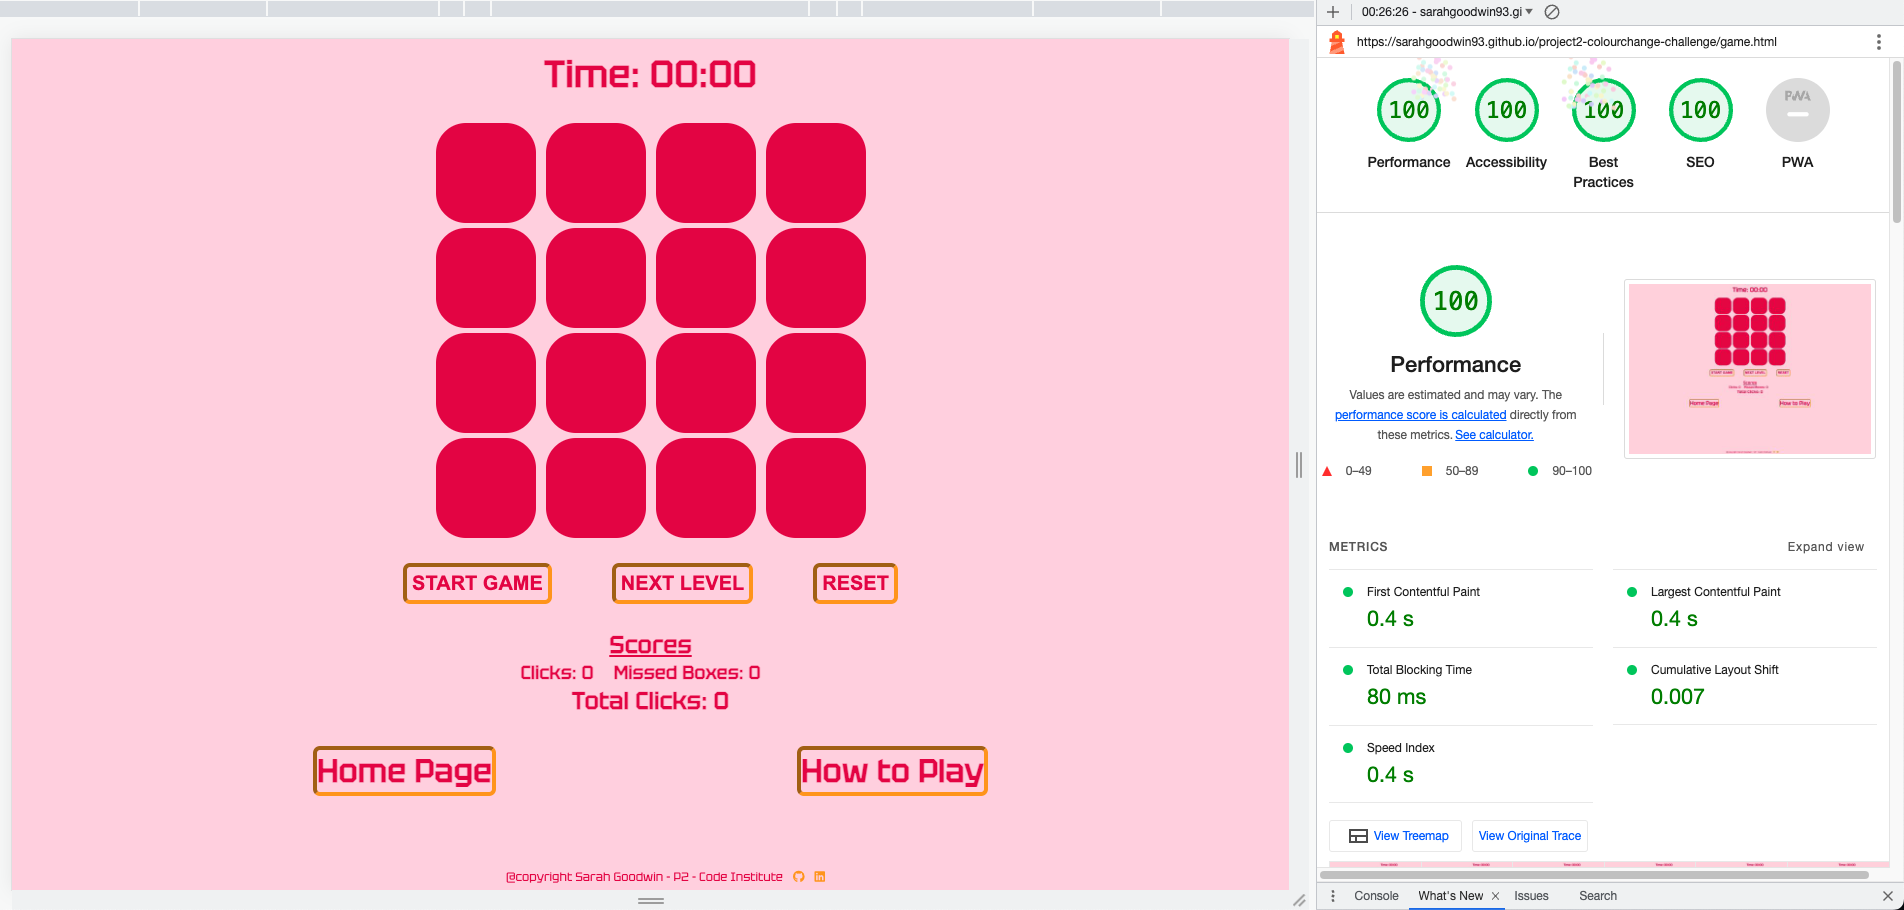 Time: 00:00
START GAME
NEXT LEVEL
RESET
Scores
Clicks: 0 Missed Boxes: 0
Total Clicks: 0
Home Page
How to Play
@copyright Sarah Goodwin - P2 - Code Institute
00:26:26 - sarahgoodwin93.gi
https://sarahgoodwin93.github.io/project2-colourchange-challenge/game.html
100
100
100
100
PWA
Performance
Accessibility
Best
Practices
SEO
PWA
100
Performance
Values are estimated and may vary. The
performance score is calculated directly from
these metrics. See calculator.
0–49
50–89
90–100
Time: 00:00
START GAME
NEXT LEVEL
RESET
Scores
Total Clicks: 0
Home Page
How to Play
METRICS
Expand view
First Contentful Paint
0.4 s
Largest Contentful Paint
0.4 s
Total Blocking Time
80 ms
Cumulative Layout Shift
0.007
Speed Index
0.4 s
View Treemap
View Original Trace
Console
What's New
Issues
Search